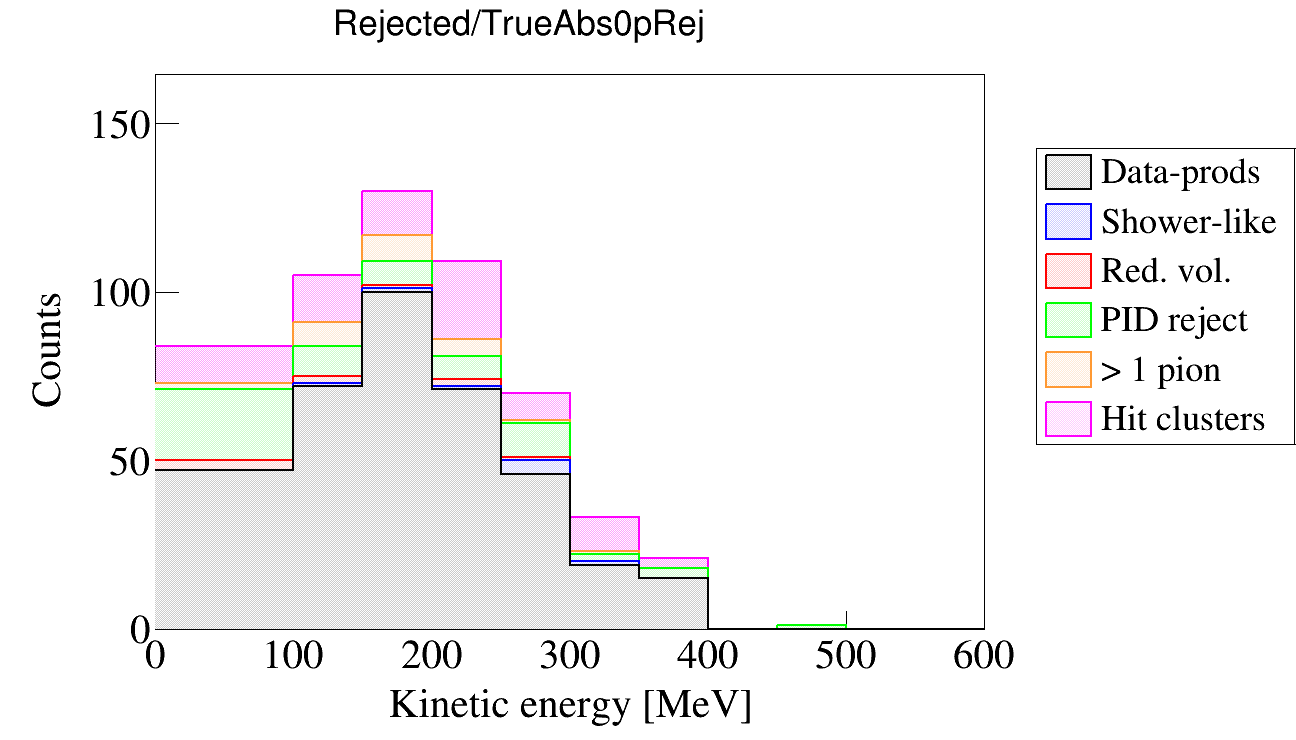 Rejected/TrueAbs0pRej
150
100
50
0
Counts
0 100 200 300 400 500 600
Kinetic energy [MeV]
Data-prods
Shower-like
Red. vol.
PID reject
> 1 pion
Hit clusters